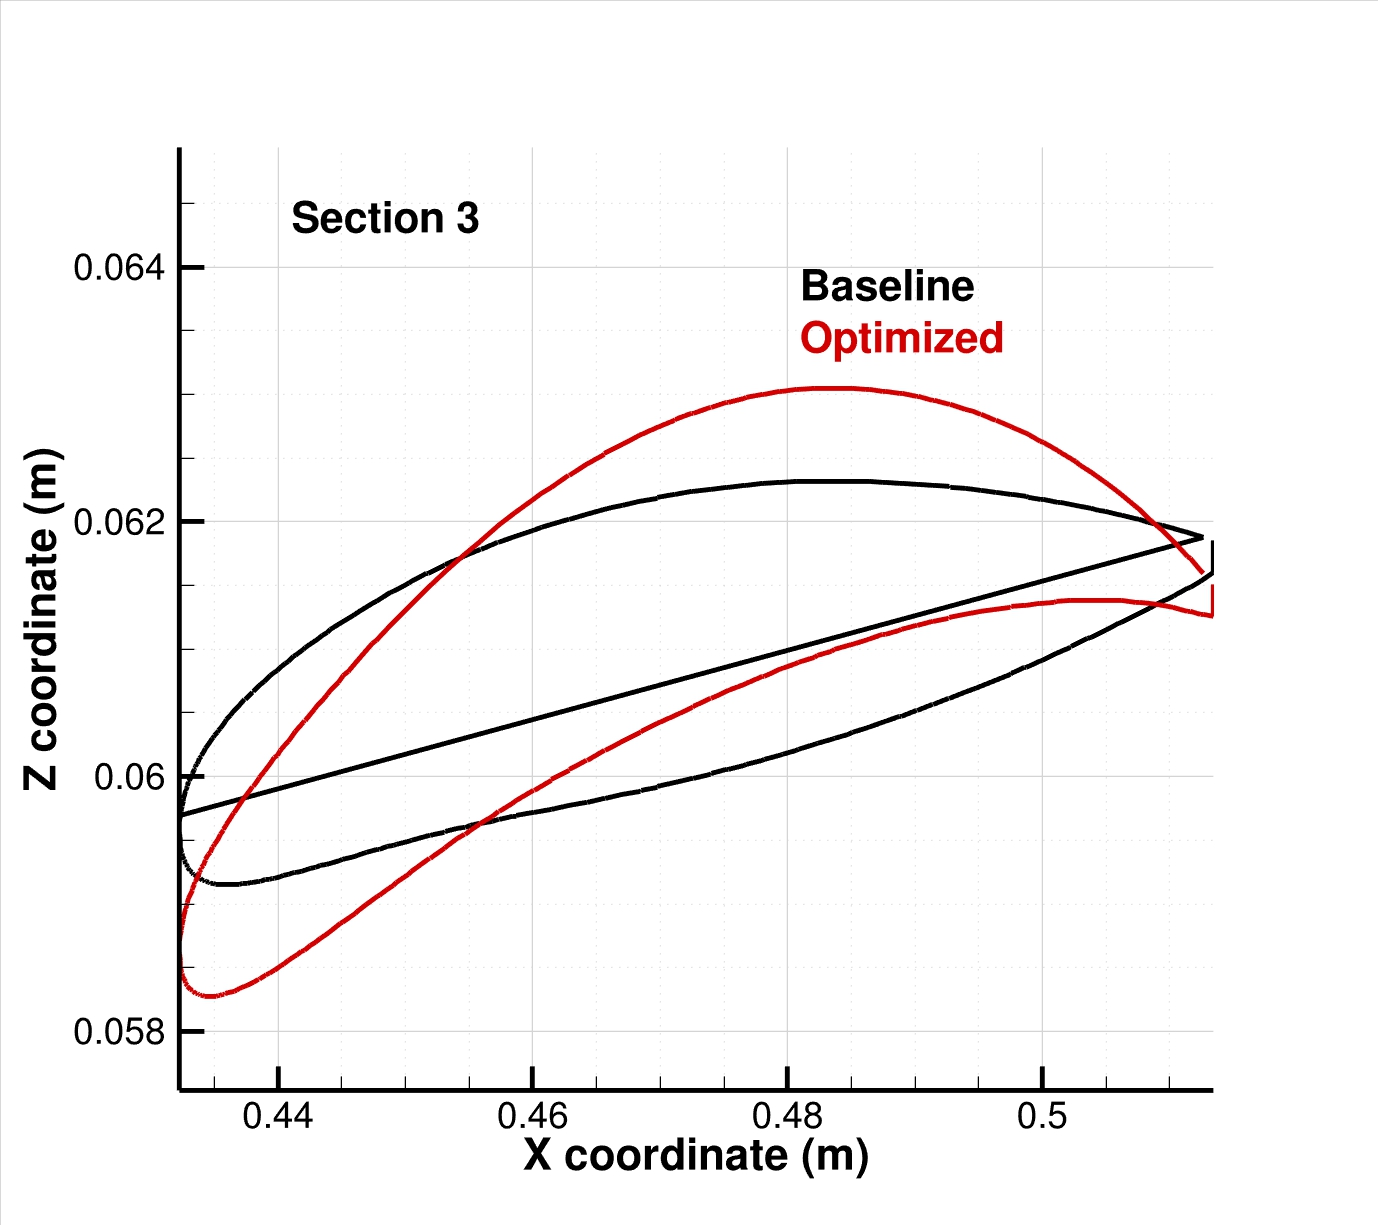 Section 3
Baseline
Optimized
Z coordinate (m)
0.064
0.062
0.06
0.058
0.44 0.46 0.48 0.5
X coordinate (m)